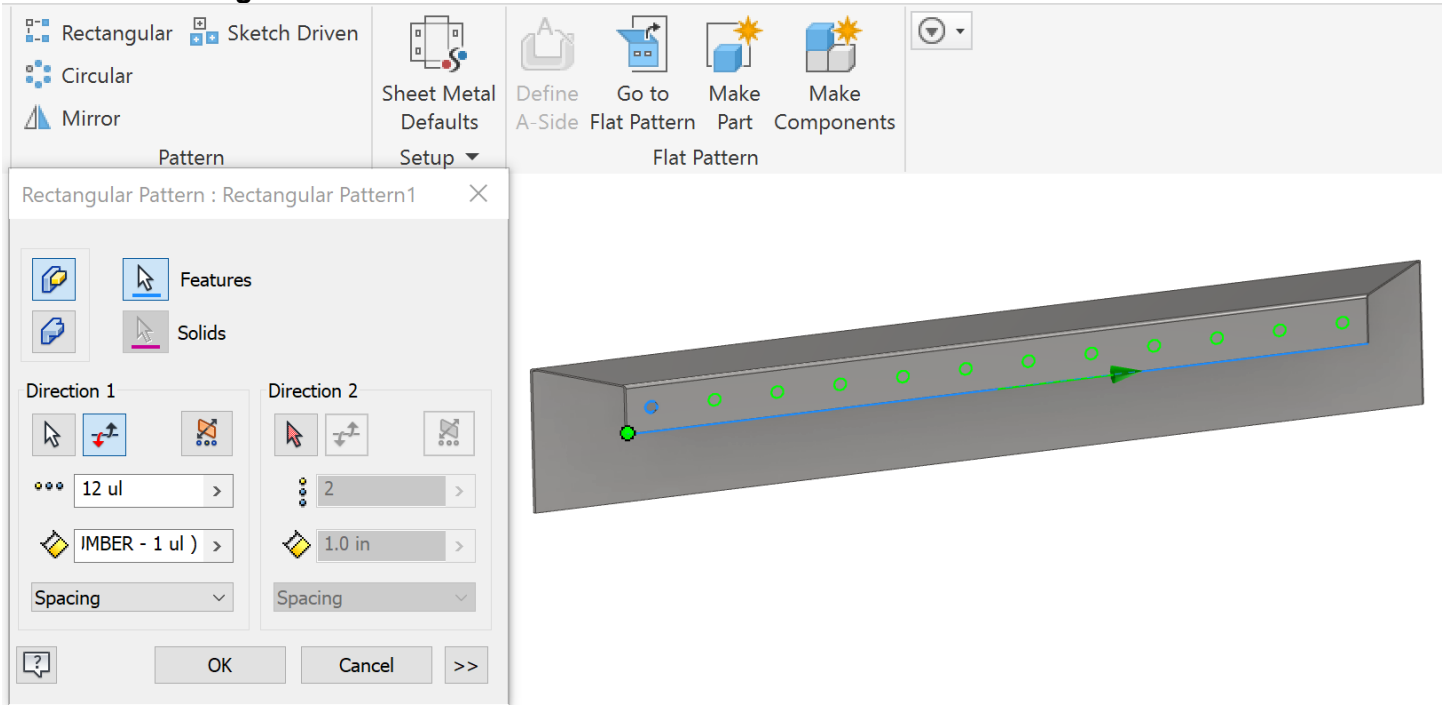 Rectangular
Sketch Driven
Circular
Mirror
Pattern
Sheet Metal
Defaults
Setup
Define
A-Side
Go to
Flat Pattern
Make
Part
Make
Components
Flat Pattern
Rectangular Pattern : Rectangular Pattern1
Features
Solids
Direction 1
Direction 2
12 ul
2
IMBER - 1 ul )
1.0 in
Spacing
Spacing
OK
Cancel
>>